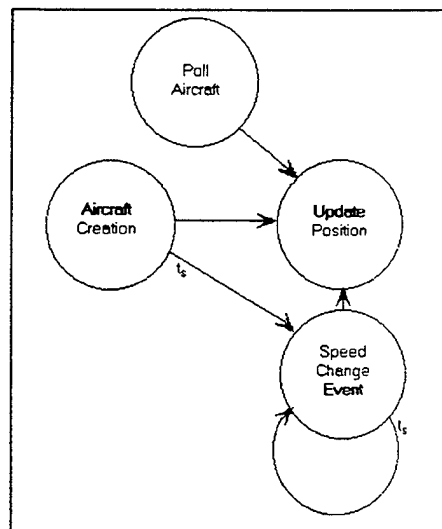 Poll
Aircraft
Aircraft
Creation
Update
Position
ts
Speed
Change
Event
ts